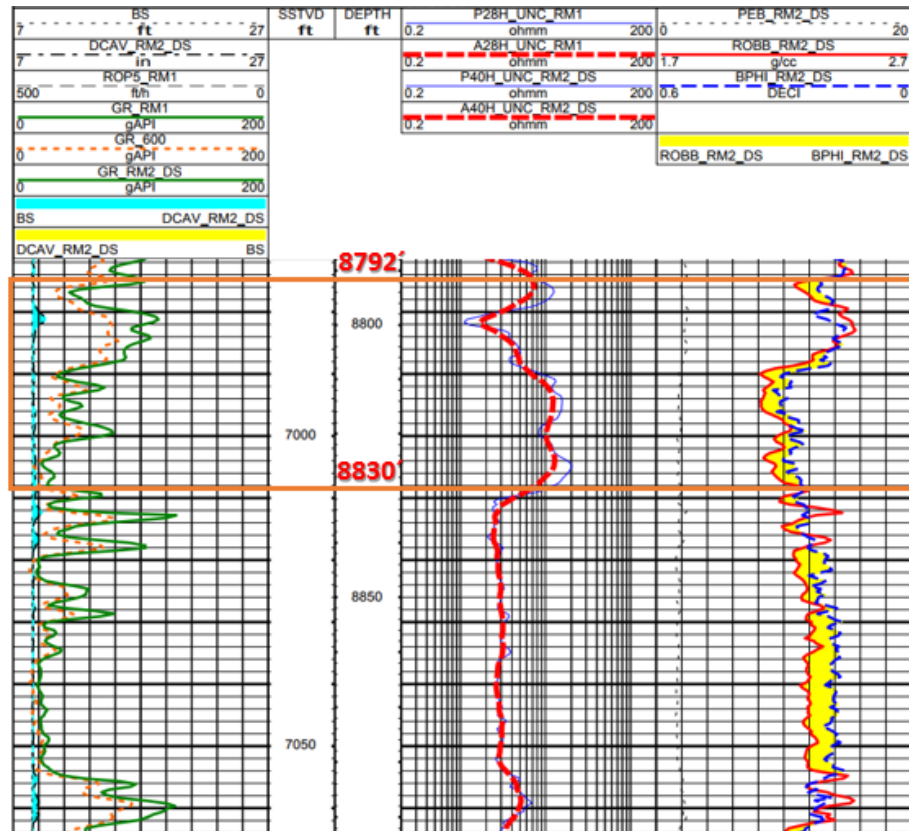 BS
7 ft 27
DCAV_RM2_DS
7 in 27
ROP5_RM1
500 ft/h 0
GR_RM1
0 gAPI 200
GR_600
0 gAPI 200
GR_RM2_DS
0 gAPI 200
BS DCAV_RM2_DS
DCAV_RM2_DS BS
SSTVD
ft
DEPTH
ft
P28H_UNC_RM1
0.2 ohmm 200
A28H_UNC_RM1
0.2 ohmm 200
P40H_UNC_RM2_DS
0.2 ohmm 200
A40H_UNC_RM2_DS
0.2 ohmm 200
PEB_RM2_DS
0 20
ROBB_RM2_DS
1.7 g/cc 2.7
BPHI_RM2_DS
0.6 DECI 0
ROBB_RM2_DS BPHI_RM2_DS
8792´
8800
7000
8830´
8850
7050